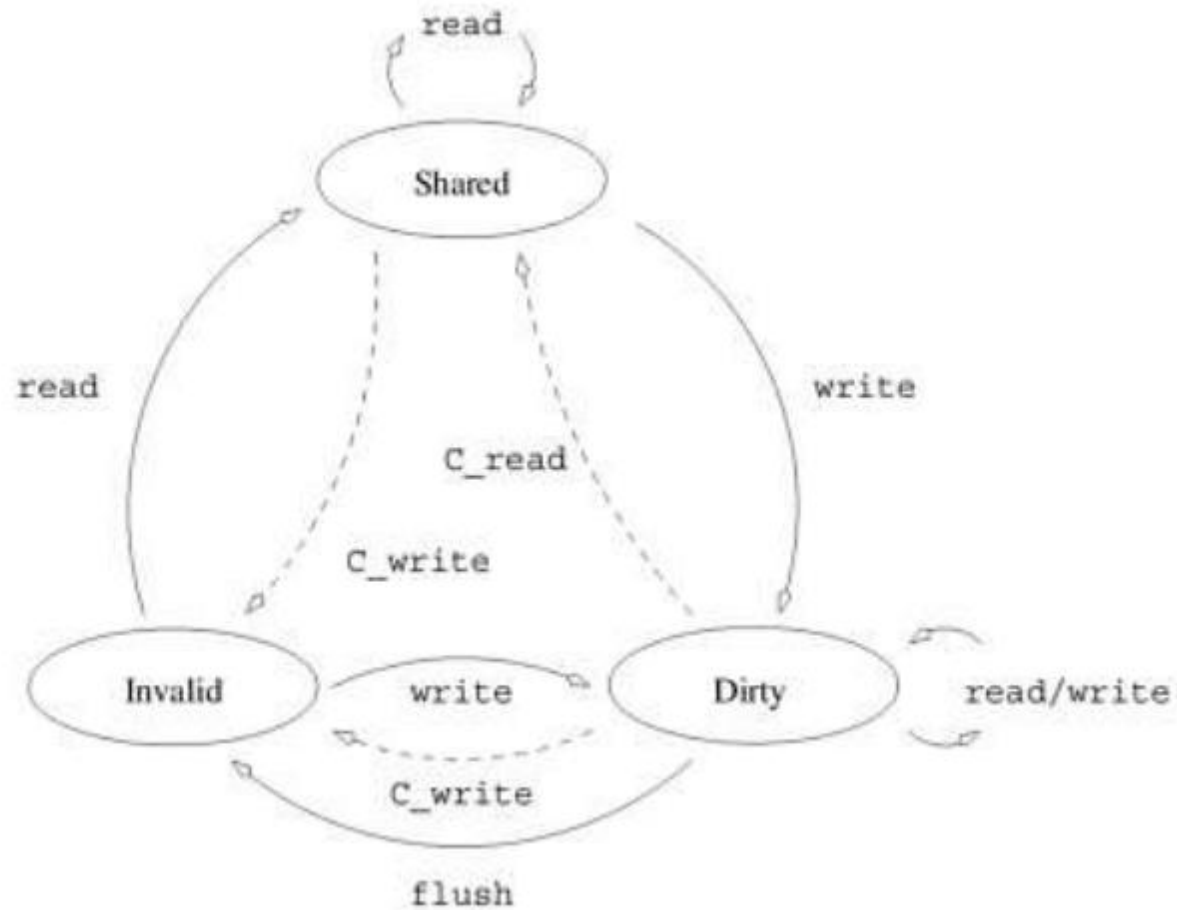 read
Shared
read
write
C_read
C_write
Invalid
write
Dirty
read/write
C_write
flush